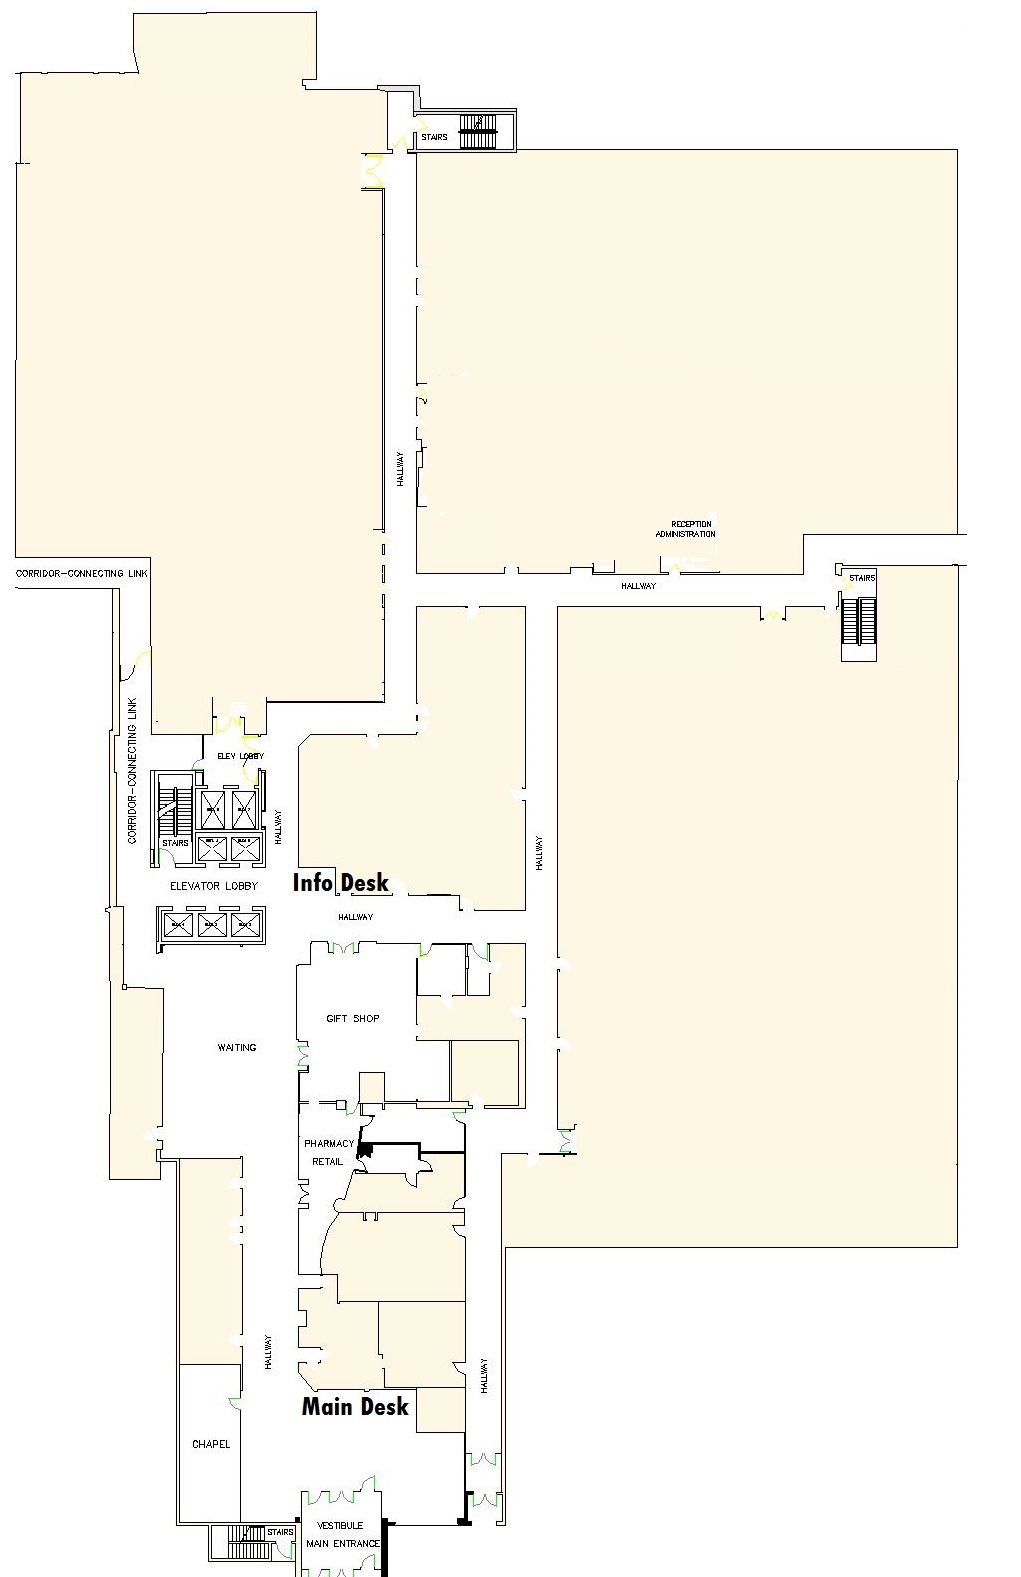 STAIRS
HALLWAY
RECEPTION
ADMINISTRATION
CORRIDOR-CONNECTING LINK
HALLWAY
STAIRS
CORRIDOR-CONNECTING LINK
ELEV LOBBY
HALLWAY
STAIRS
HALLWAY
ELEVATOR LOBBY
Info Desk
HALLWAY
GIFT SHOP
WAITING
PHARMACY
RETAIL
HALLWAY
HALLWAY
Main Desk
CHAPEL
VESTIBULE
STAIRS
MAIN ENTRANCE